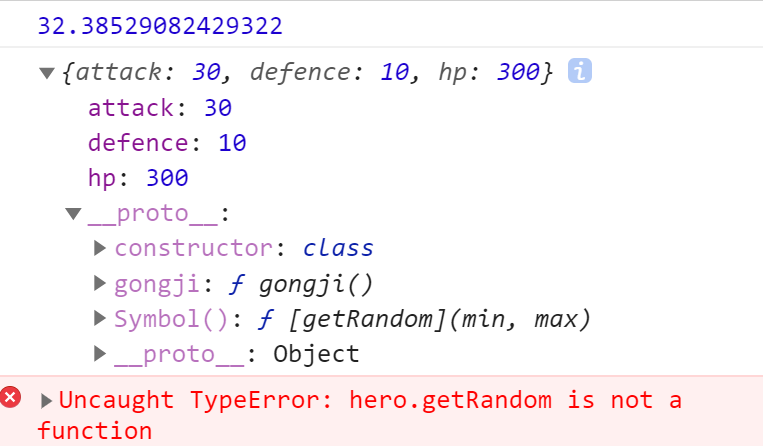 32.38529082429322
{attack: 30, defence: 10, hp: 300} i
attack: 30
defence: 10
hp: 300
__proto__:
constructor: class
gongji: ƒ gongji()
Symbol(): ƒ [getRandom](min, max)
__proto__: Object
Uncaught TypeError: hero.getRandom is not a
function